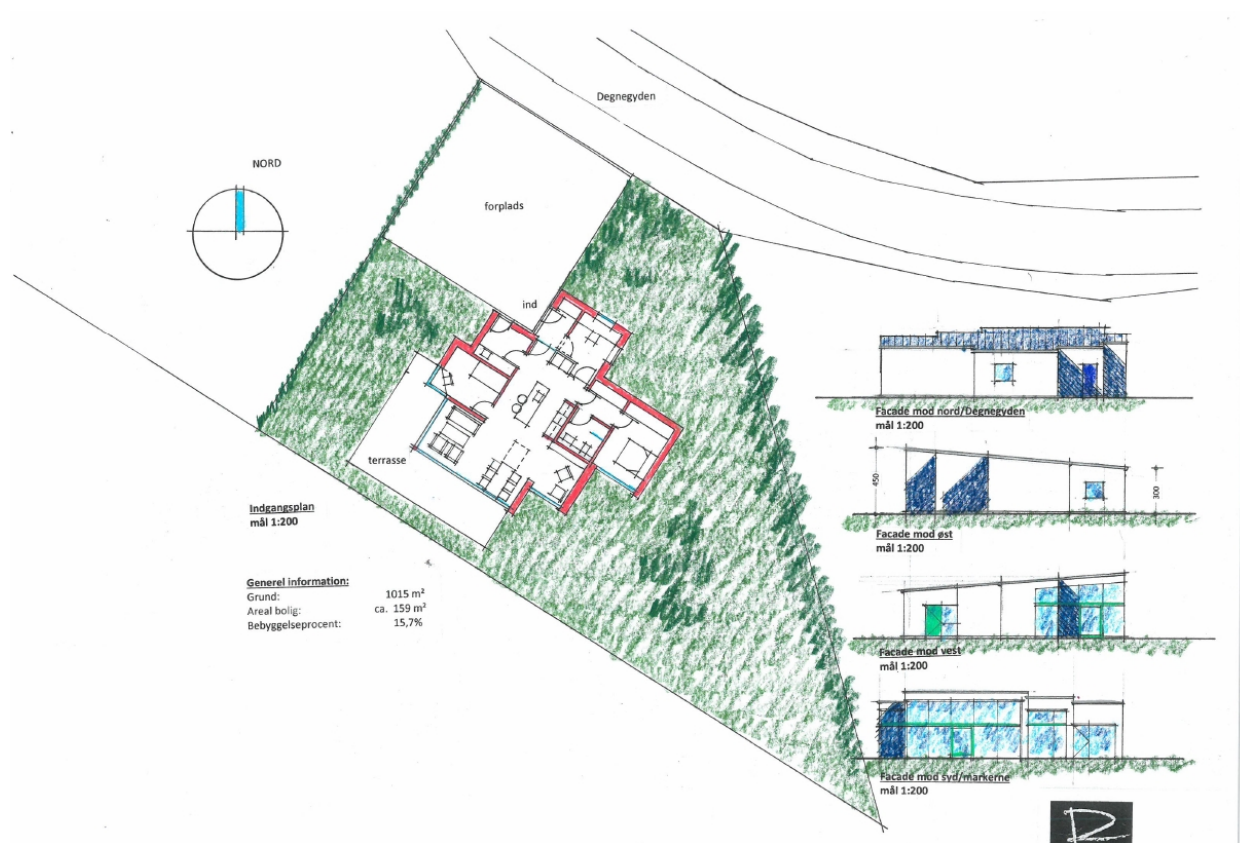 Degnegyden
NORD
forplads
ind
terrasse
Indgangsplan
mål 1:200
Generel information:
Grund: 1015 m²
Areal bolig: ca. 159 m²
Bebyggelseprocent: 15,7%
Facade mod nord/Degnegyden
mål 1:200
450
300
Facade mod øst
mål 1:200
Facade mod vest
mål 1:200
Facade mod syd/markerne
mål 1:200